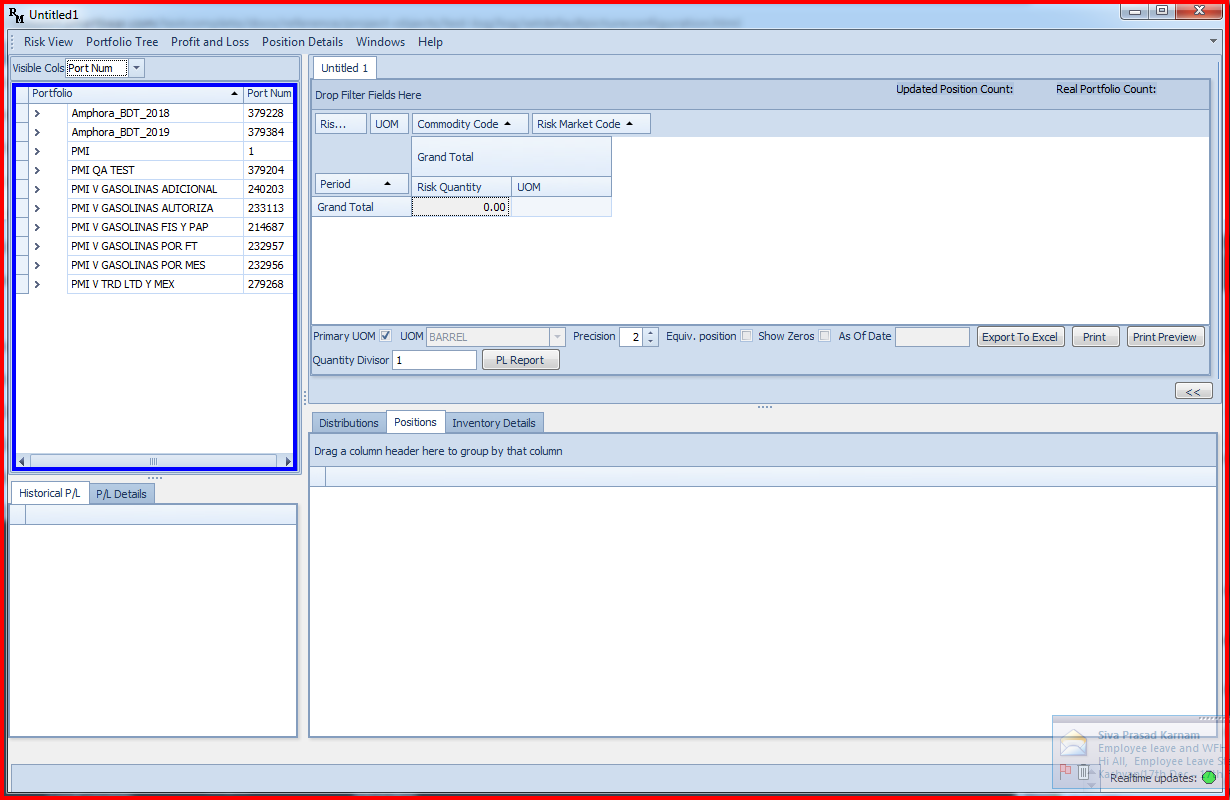 RM Untitled1
Risk View Portfolio Tree Profit and Loss Position Details Windows Help
Visible Cols Port Num
Portfolio Port Num
Amphora_BDT_2018 379228
Amphora_BDT_2019 379384
PMI 1
PMI QA TEST 379204
PMI V GASOLINAS ADICIONAL 240203
PMI V GASOLINAS AUTORIZA 233113
PMI V GASOLINAS FIS Y PAP 214687
PMI V GASOLINAS POR FT 232957
PMI V GASOLINAS POR MES 232956
PMI V TRD LTD Y MEX 279268
Historical P/L P/L Details
Untitled 1
Drop Filter Fields Here Updated Position Count: Real Portfolio Count:
Ris... UOM Commodity Code Risk Market Code
Grand Total
Period Risk Quantity UOM
Grand Total 0.00
Primary UOM UOM BARREL Precision 2 Equiv. position Show Zeros As Of Date Export To Excel Print Print Preview
Quantity Divisor 1 PL Report
<<
Distributions Positions Inventory Details
Drag a column header here to group by that column
Siva Prasad Karnam
Employee leave and WFH
Hi All, Employee Leave
17th Dec
Realtime updates: